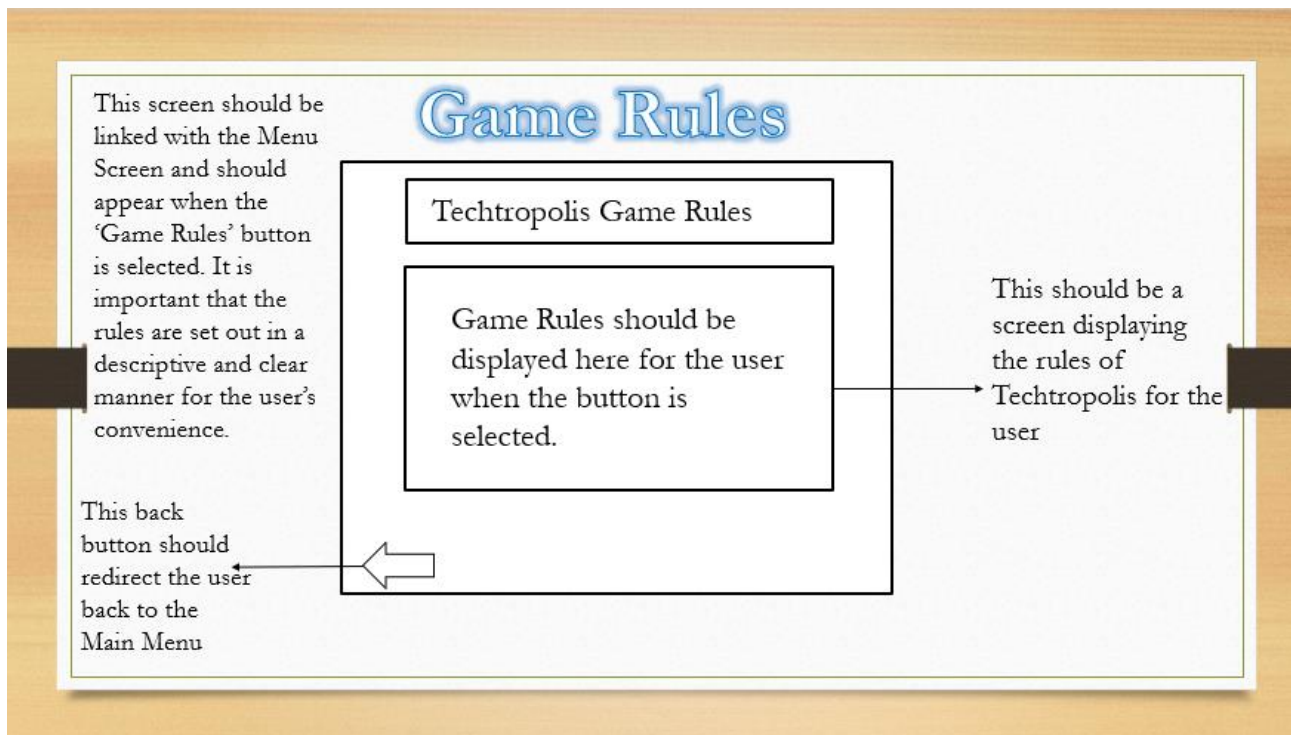 Game Rules
This screen should be
linked with the Menu
Screen and should
appear when the
‘Game Rules’ button
is selected. It is
important that the
rules are set out in a
descriptive and clear
manner for the user’s
convenience.
Techtropolis Game Rules
Game Rules should be
displayed here for the user
when the button is
selected.
This should be a
screen displaying
the rules of
Techtropolis for the
user
This back
button should
redirect the user
back to the
Main Menu